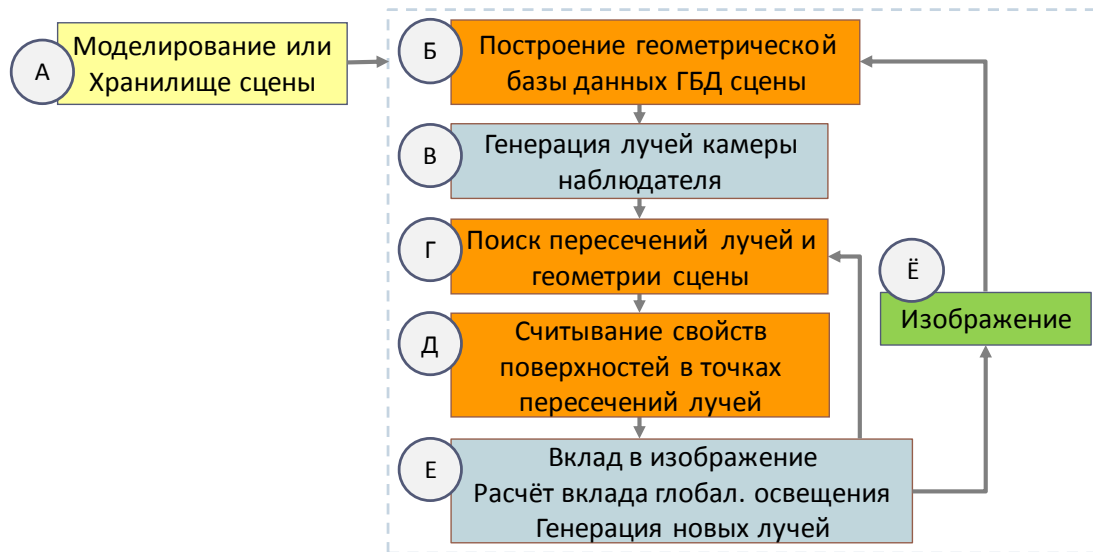 А
Моделирование или
Хранилище сцены
Б
Построение геометрической
базы данных ГБД сцены
В
Генерация лучей камеры
наблюдателя
Г
Поиск пересечений лучей и
геометрии сцены
Д
Считывание свойств
поверхностей в точках
пересечений лучей
Е
Вклад в изображение
Расчёт вклада глобал. освещения
Генерация новых лучей
Ё
Изображение